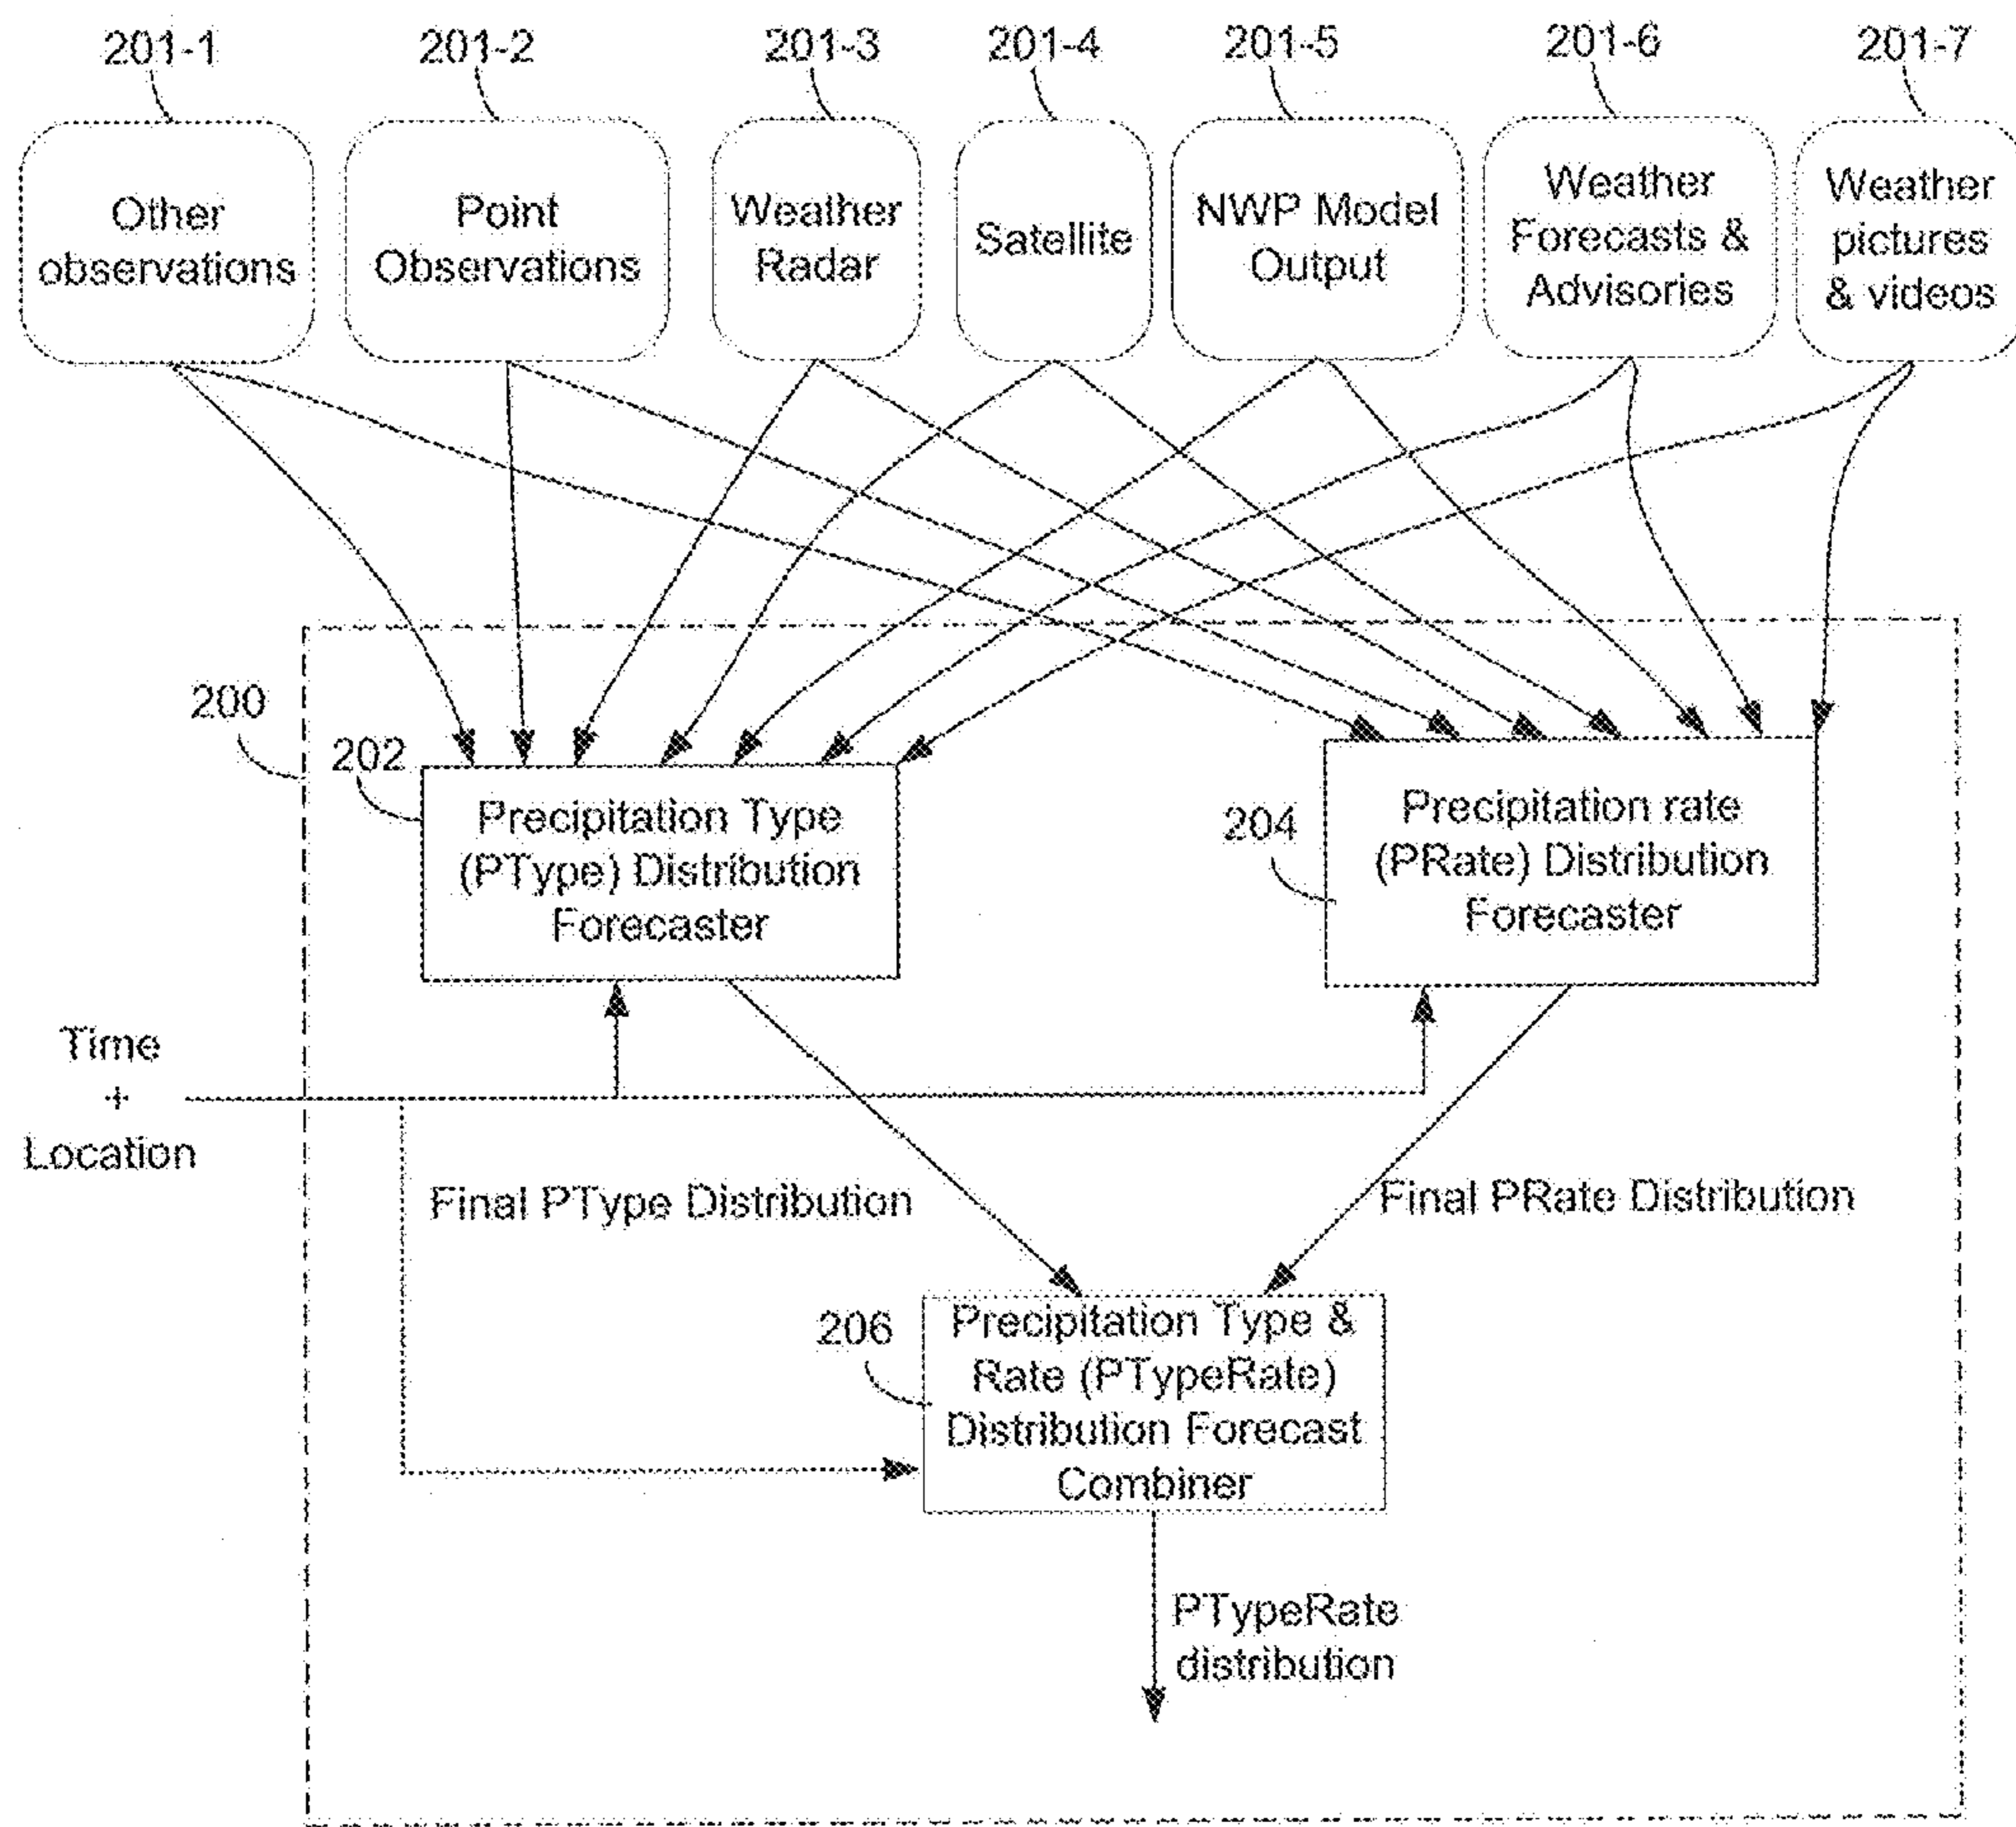 201-1
201-2
201-3
201-4
201-5
201-6
201-7
Other
observations
Point
Observations
Weather
Radar
Satellite
NWP Model
Output
Weather
Forecasts &
Advisories
Weather
pictures
& videos
200
202
Precipitation Type
(PType) Distribution
Forecaster
204
Precipitation rate
(PRate) Distribution
Forecaster
Time
+
Location
Final PType Distribution
Final PRate Distribution
206
Precipitation Type &
Rate (PTypeRate)
Distribution Forecast
Combiner
PTypeRate
distribution